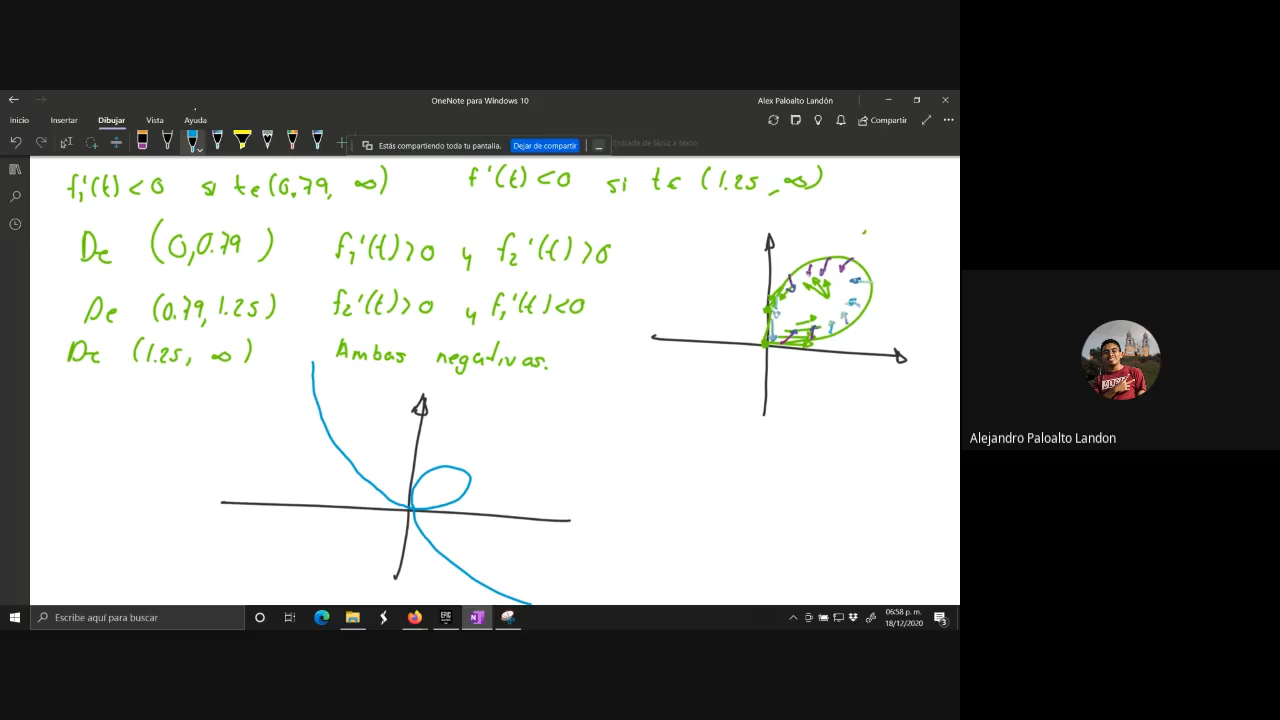 OneNote para Windows 10
Alex Paloalto Landón
Inicio Insertar Dibujar Vista Ayuda
Compartir
Estás compartiendo toda tu pantalla. Dejar de compartir
f₁'(t) < 0 si t ∈ (0,79, ∞) f'(t) < 0 si t ∈ (1.25, ∞)
De (0,0.79) f₁'(t) > 0 y f₂'(t) > 0
De (0.79, 1.25) f₂'(t) > 0 y f₁'(t) < 0
De (1.25, ∞) Ambas negativas.
Alejandro Paloalto Landon
Escribe aquí para buscar
EPIC
06:58 p. m.
18/12/2020
3